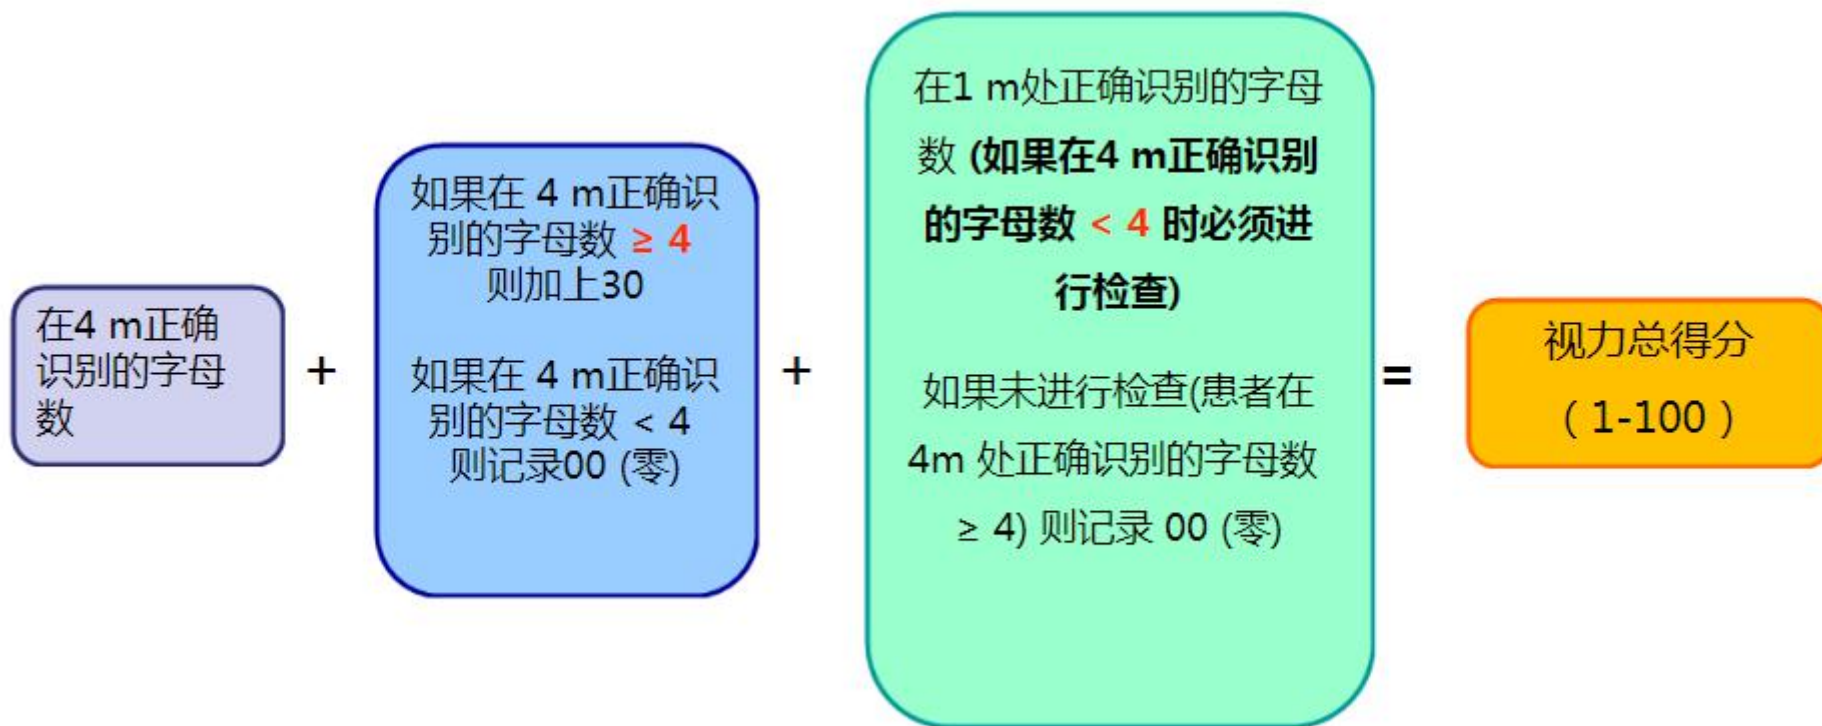 在4 m正确
识别的字母
数
+
如果在 4 m正确识
别的字母数 ≥ 4
则加上30
如果在 4 m正确识
别的字母数 < 4
则记录00 (零)
+
在1 m处正确识别的字母
数 (如果在4 m正确识别
的字母数 < 4 时必须进
行检查)
如果未进行检查(患者在
4m 处正确识别的字母数
≥ 4) 则记录 00 (零)
=
视力总得分
（1-100）